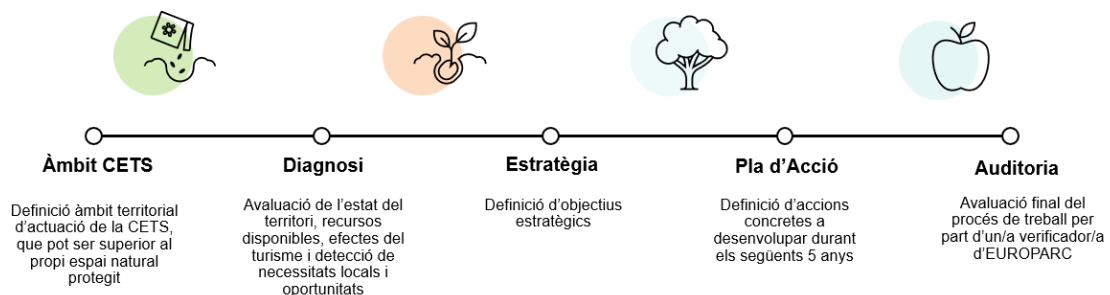 Àmbit CETS
Definició àmbit territorial
d'actuació de la CETS,
que pot ser superior al
propi espai natural
protegit
Diagnosi
Avaluació de l'estat del
territori, recursos
disponibles, efectes del
turisme i detecció de
necessitats locals i
oportunitats
Estratègia
Definició d'objectius
estratègics
Pla d'Acció
Definició d'accions
concretes a
desenvolupar durant
els següents 5 anys
Auditoria
Avaluació final del
procés de treball per
part d'un/a verificador/a
d'EUROPARC